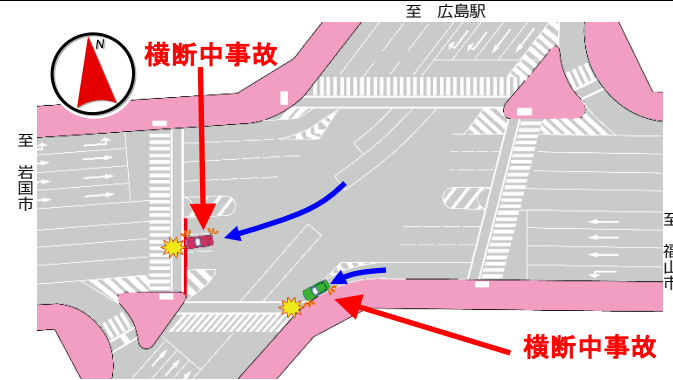 至　広島駅
N
横断中事故
至　岩国市
至　福山市
横断中事故